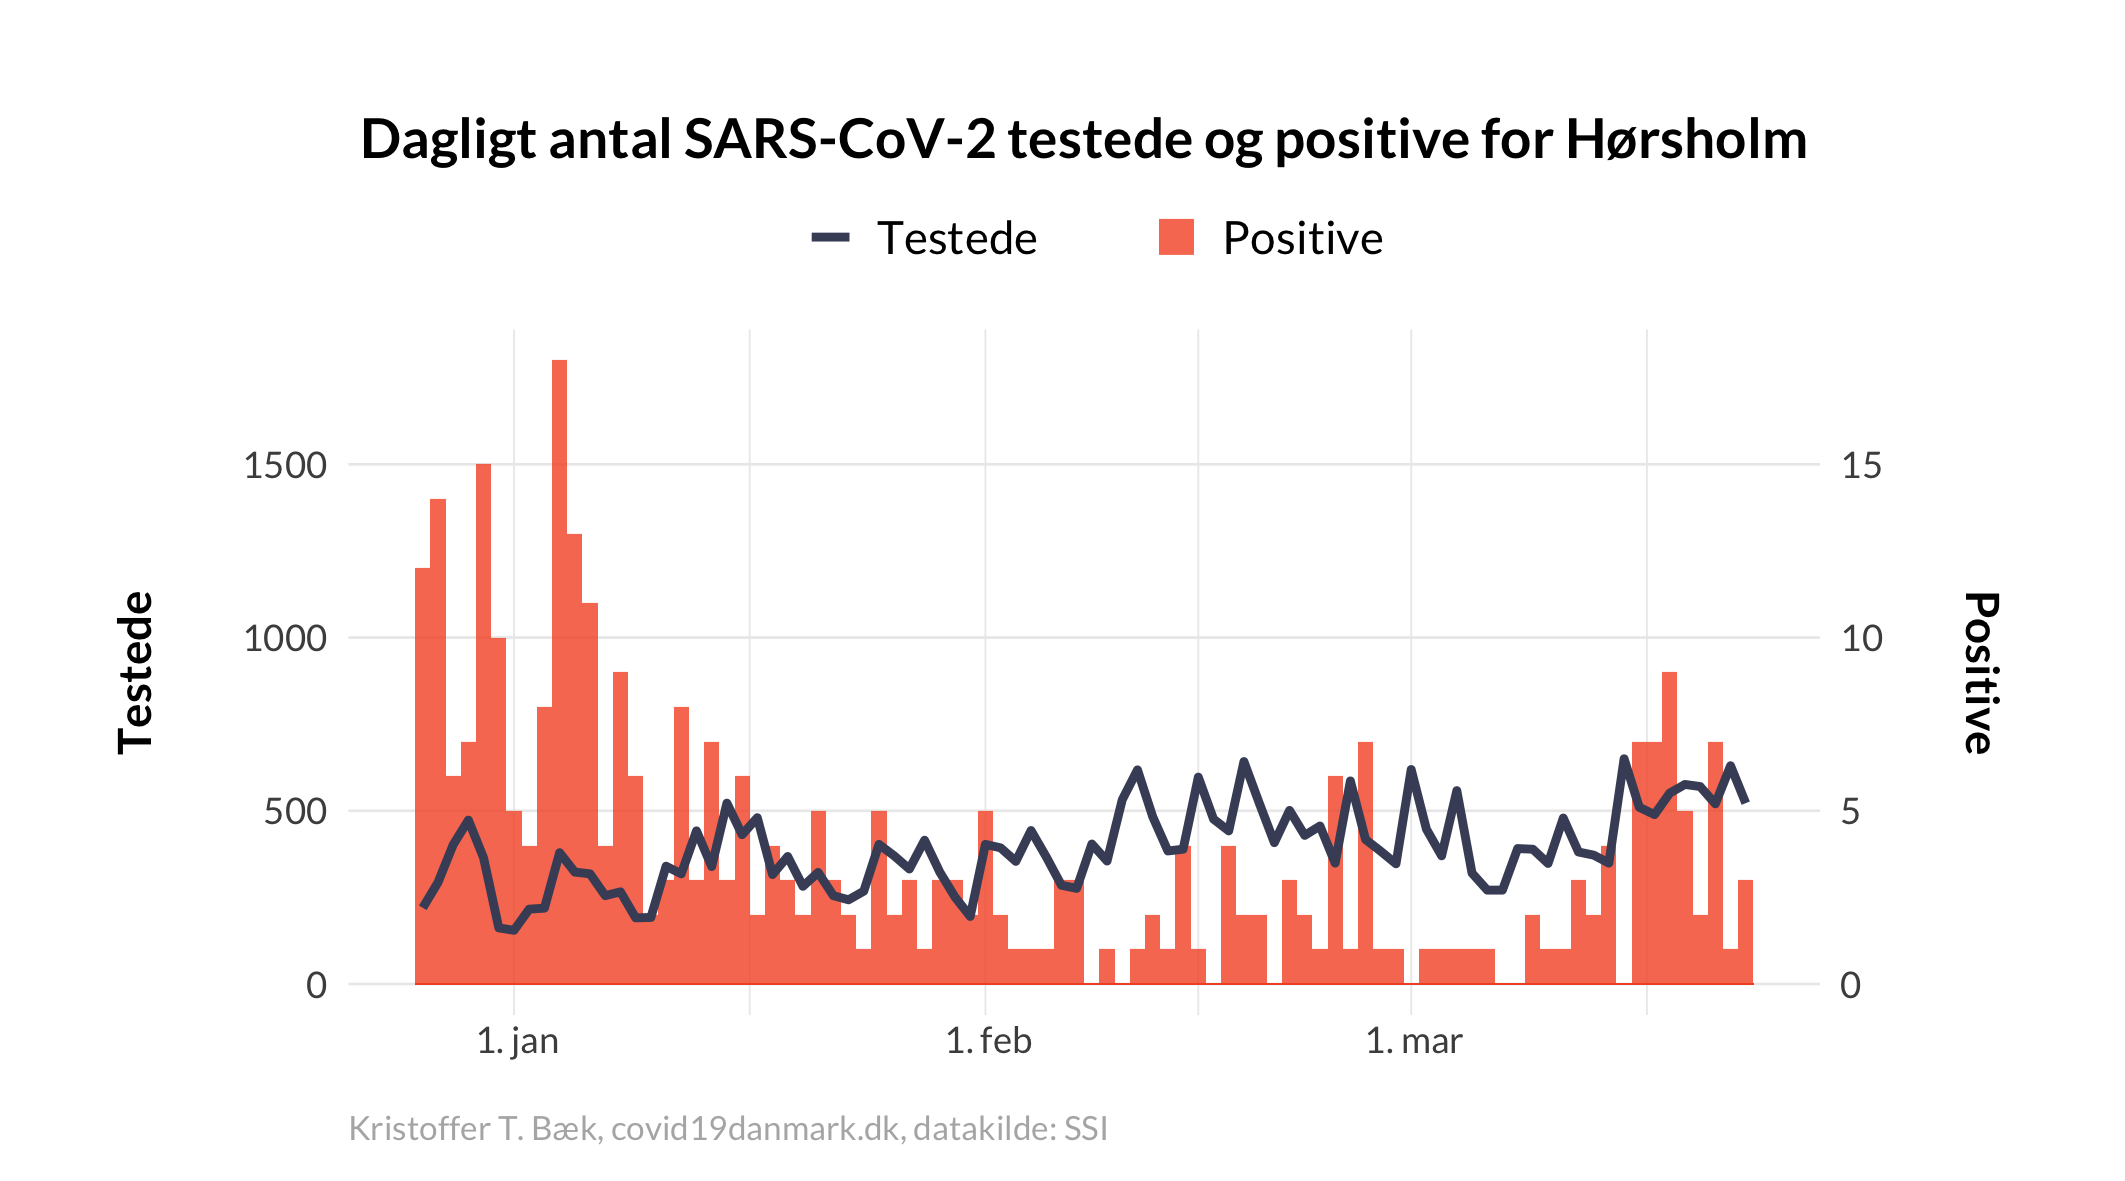 Dagligt antal SARS-CoV-2 testede og positive for Hørsholm
Testede
Positive
1500
1000
500
0
Testede
15
10
5
0
Positive
1. jan
1. feb
1. mar
Kristoffer T. Bæk, covid19danmark.dk, datakilde: SSI